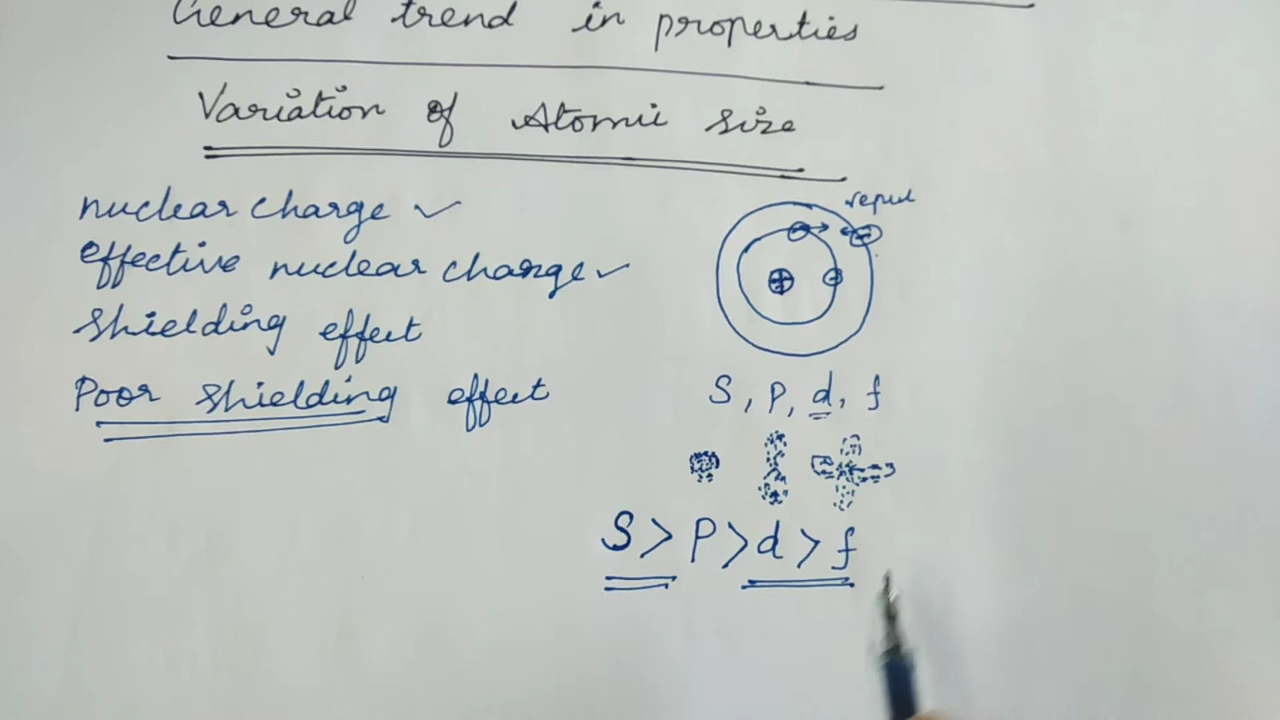 General trend in properties
Variation of Atomic size
nuclear charge ✓
effective nuclear charge ✓
Shielding effect
Poor shielding effect
repul
+
S, P, d, f
S > P > d > f